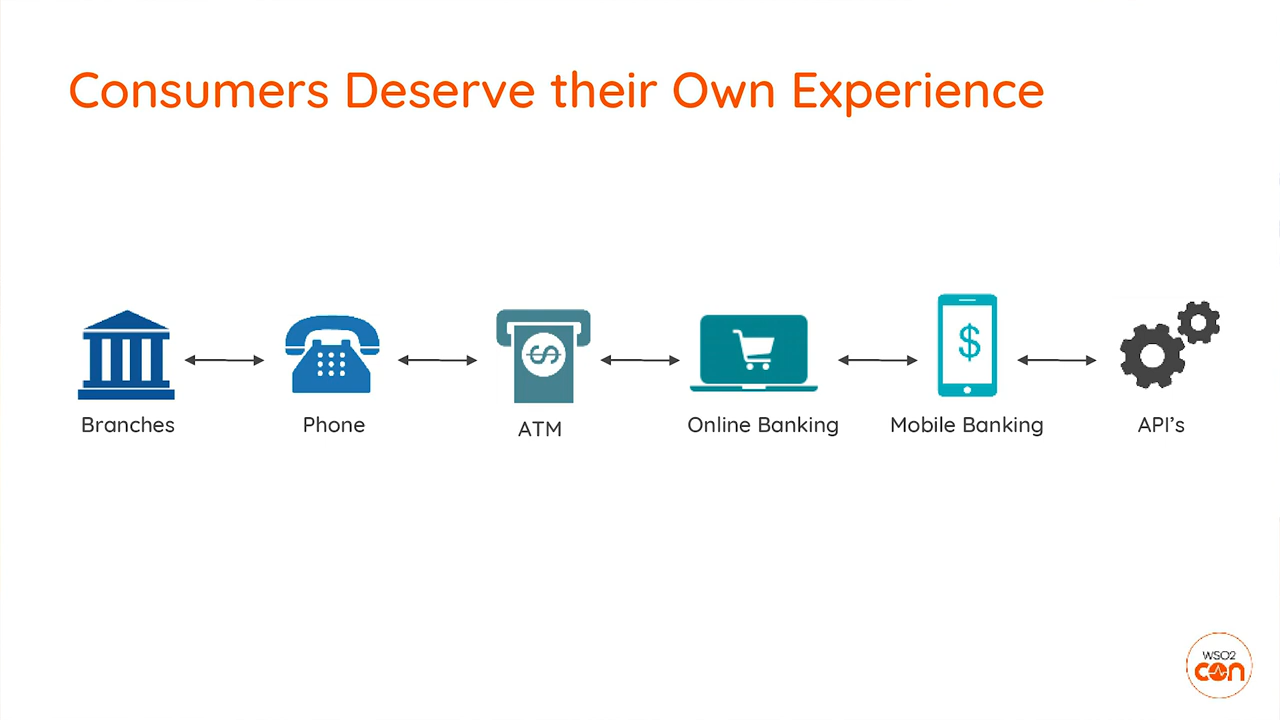 Consumers Deserve their Own Experience
$
$
Branches
Phone
ATM
Online Banking
Mobile Banking
API's
WSO2
con